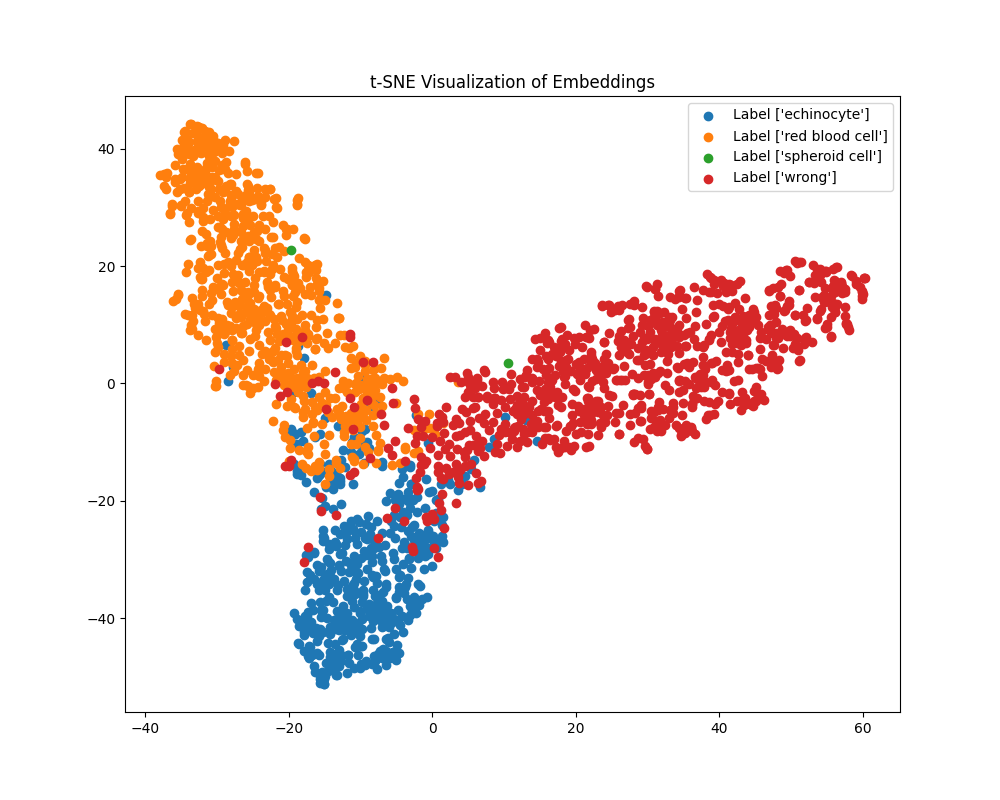 t-SNE Visualization of Embeddings
Label ['echinocyte']
Label ['red blood cell']
Label ['spheroid cell']
Label ['wrong']
40
20
0
−20
−40
−40
−20
0
20
40
60